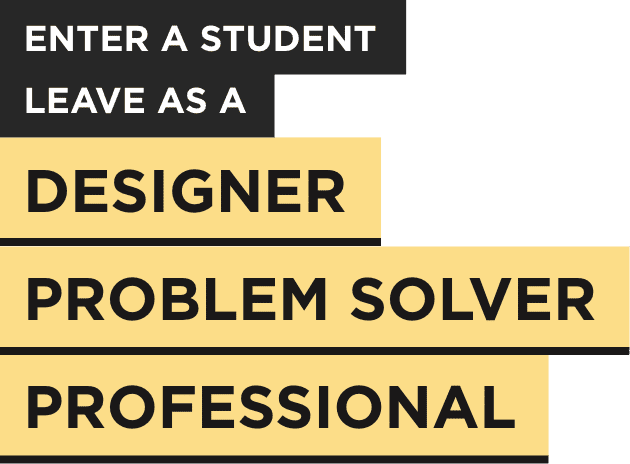 ENTER A STUDENT
LEAVE AS A
DESIGNER
PROBLEM SOLVER
PROFESSIONAL